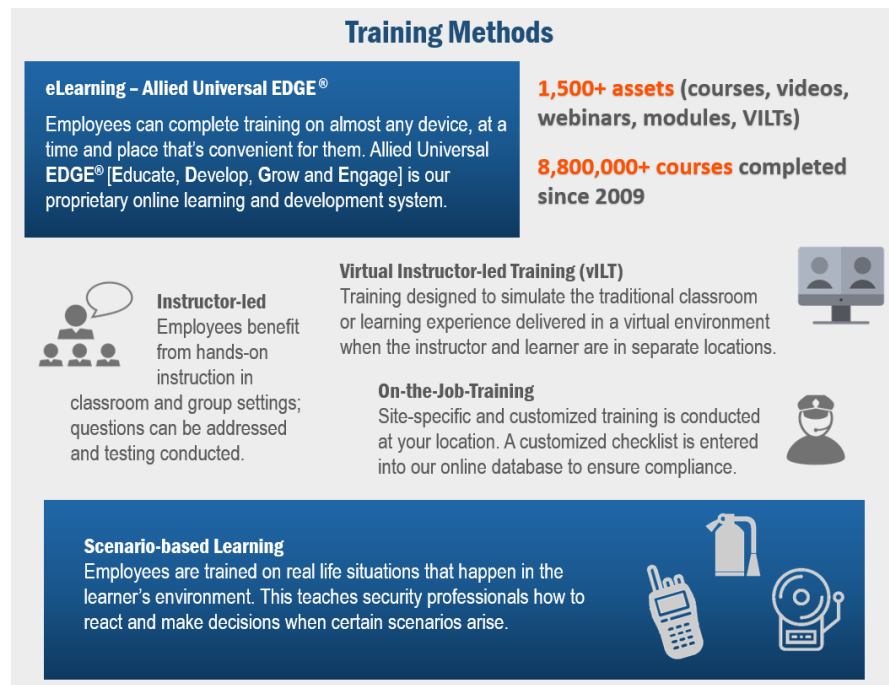 Training Methods
eLearning – Allied Universal EDGE®
Employees can complete training on almost any device, at a
time and place that's convenient for them. Allied Universal
EDGE® [Educate, Develop, Grow and Engage] is our
proprietary online learning and development system.
1,500+ assets (courses, videos,
webinars, modules, VILTs)
8,800,000+ courses completed
since 2009
Instructor-led
Employees benefit
from hands-on
instruction in
classroom and group settings;
questions can be addressed
and testing conducted.
Virtual Instructor-led Training (vILT)
Training designed to simulate the traditional classroom
or learning experience delivered in a virtual environment
when the instructor and learner are in separate locations.
On-the-Job-Training
Site-specific and customized training is conducted
at your location. A customized checklist is entered
into our online database to ensure compliance.
Scenario-based Learning
Employees are trained on real life situations that happen in the
learner's environment. This teaches security professionals how to
react and make decisions when certain scenarios arise.